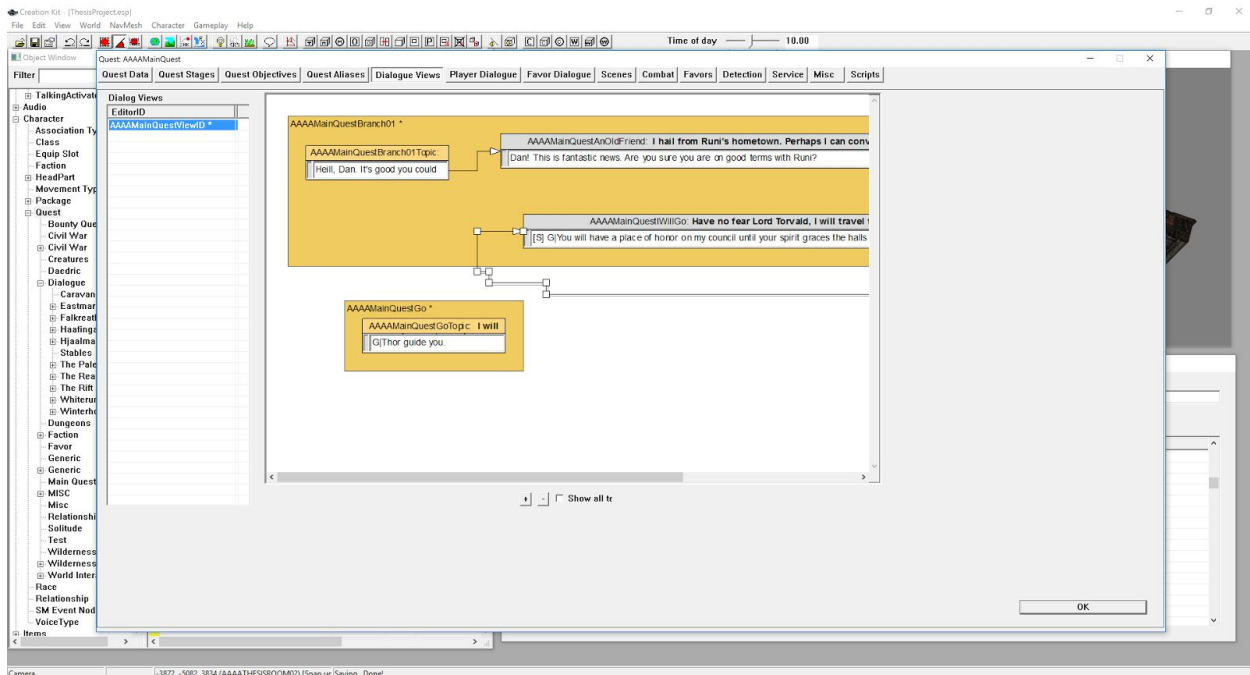 Creation Kit - [ThesisProject.esp]
File Edit View World NavMesh Character Gameplay Help
Time of day 10.00
Object Window
Quest: AAAAMainQuest
Filter
Quest Data Quest Stages Quest Objectives Quest Aliases Dialogue Views Player Dialogue Favor Dialogue Scenes Combat Favors Detection Service Misc Scripts
TalkingActivat
Audio
Character
Association Ty
Class
Equip Slot
Faction
HeadPart
Movement Typ
Package
Quest
Bounty Que
Civil War
Civil War
Creatures
Daedric
Dialogue
Caravan
Eastmar
Falkreat
Haafinga
Hjaalma
Stables
The Pale
The Rea
The Rift
Whiterun
Winterho
Dungeons
Faction
Favor
Generic
Generic
Main Quest
MISC
Misc
Relationshi
Solitude
Test
Wilderness
Wilderness
World Inter
Race
Relationship
SM Event Nod
VoiceType
Items
Dialog Views
EditorID
AAAAMainQuestViewID *
AAAAMainQuestBranch01 *
AAAAMainQuestBranch01Topic:
Heill, Dan. It's good you could
AAAAMainQuestAnOldFriend: I hail from Runi's hometown. Perhaps I can conv
Dan! This is fantastic news. Are you sure you are on good terms with Runi?
AAAAMainQuestIWillGo: Have no fear Lord Torvald, I will travel
[S] G|You will have a place of honor on my council until your spirit graces the halls
AAAAMainQuestGo *
AAAAMainQuestGoTopic: I will
G|Thor guide you.
+ - Show all te
OK
Camera
-3872, -5082, 3834 (AAAATHESISROOM02) [Snap ur Saving...Done!